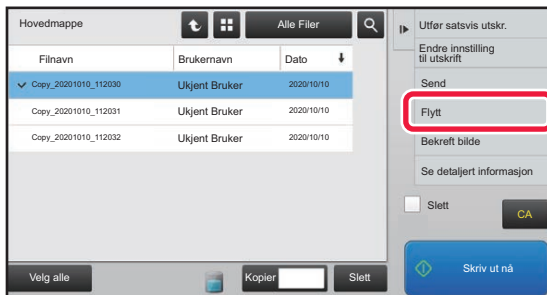 Hovedmappe
Alle Filer
Filnavn Brukernavn Dato
Copy_20201010_112030 Ukjent Bruker 2020/10/10
Copy_20201010_112031 Ukjent Bruker 2020/10/10
Copy_20201010_112032 Ukjent Bruker 2020/10/10
Velg alle
Kopier
Slett
Utfør satsvis utskr.
Endre innstilling
til utskrift
Send
Flytt
Bekreft bilde
Se detaljert informasjon
Slett
CA
Skriv ut nå